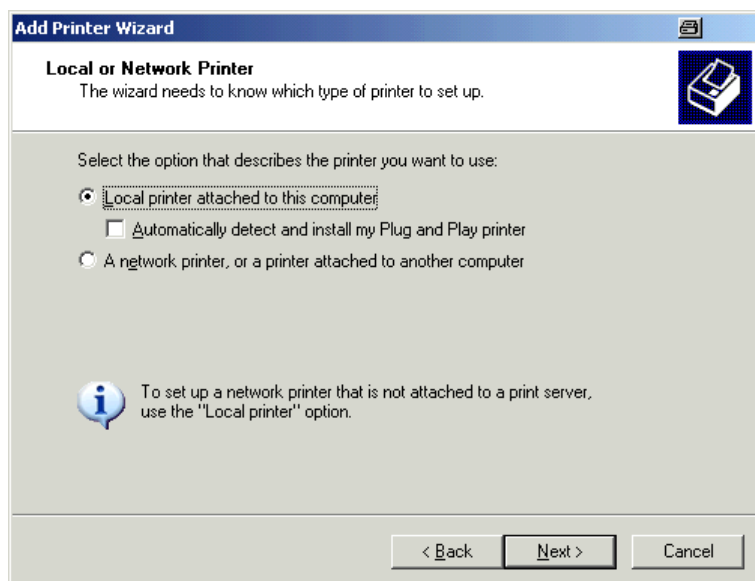 Add Printer Wizard
Local or Network Printer
The wizard needs to know which type of printer to set up.
Select the option that describes the printer you want to use:
Local printer attached to this computer
Automatically detect and install my Plug and Play printer
A network printer, or a printer attached to another computer
To set up a network printer that is not attached to a print server,
use the "Local printer" option.
< Back
Next >
Cancel